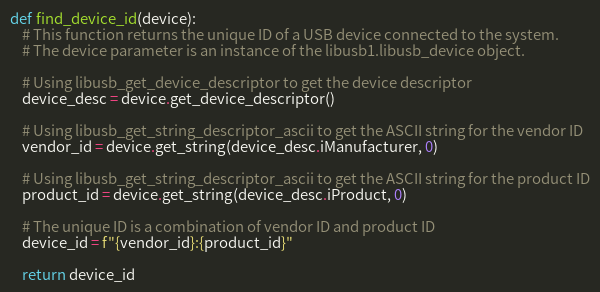 def find_device_id(device):
    # This function returns the unique ID of a USB device connected to the system.
    # The device parameter is an instance of the libusb1.libusb_device object.

    # Using libusb_get_device_descriptor to get the device descriptor
    device_desc = device.get_device_descriptor()

    # Using libusb_get_string_descriptor_ascii to get the ASCII string for the vendor ID
    vendor_id = device.get_string(device_desc.iManufacturer, 0)

    # Using libusb_get_string_descriptor_ascii to get the ASCII string for the product ID
    product_id = device.get_string(device_desc.iProduct, 0)

    # The unique ID is a combination of vendor ID and product ID
    device_id = f"{vendor_id}:{product_id}"

    return device_id